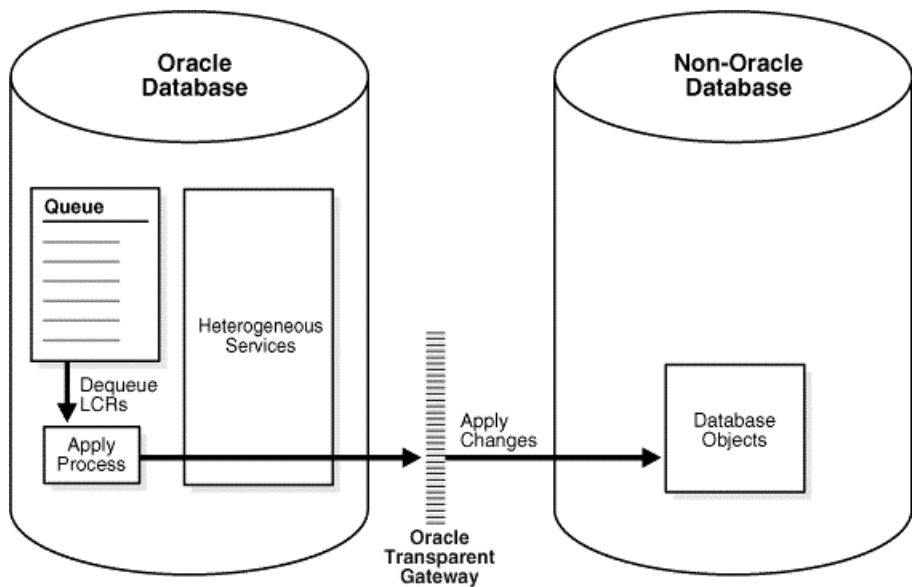 Oracle
Database
Non-Oracle
Database
Queue
Heterogeneous
Services
Dequeue
LCRs
Apply
Process
Apply
Changes
Database
Objects
Oracle
Transparent
Gateway